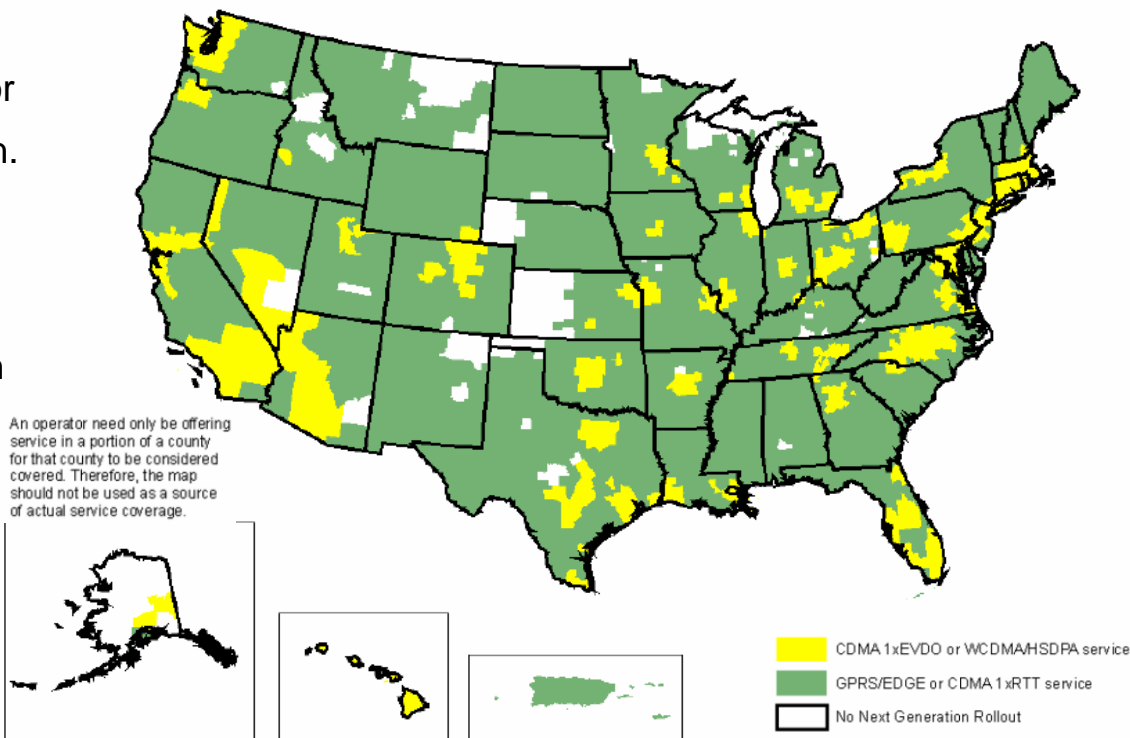 or
n.
n
An operator need only be offering
service in a portion of a county
for that county to be considered
covered. Therefore, the map
should not be used as a source
of actual service coverage.
CDMA 1xEVDO or WCDMA/HSDPA service
GPRS/EDGE or CDMA 1xRTT service
No Next Generation Rollout